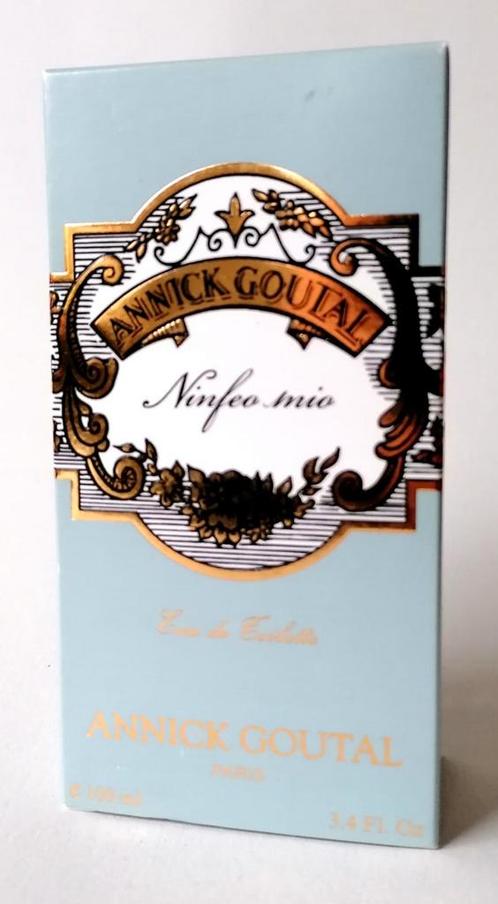 ANNICK GOUTAL
Ninfeo mio
Eau de Toilette
ANNICK GOUTAL
PARIS
e 100 ml
3.4 Fl. Oz